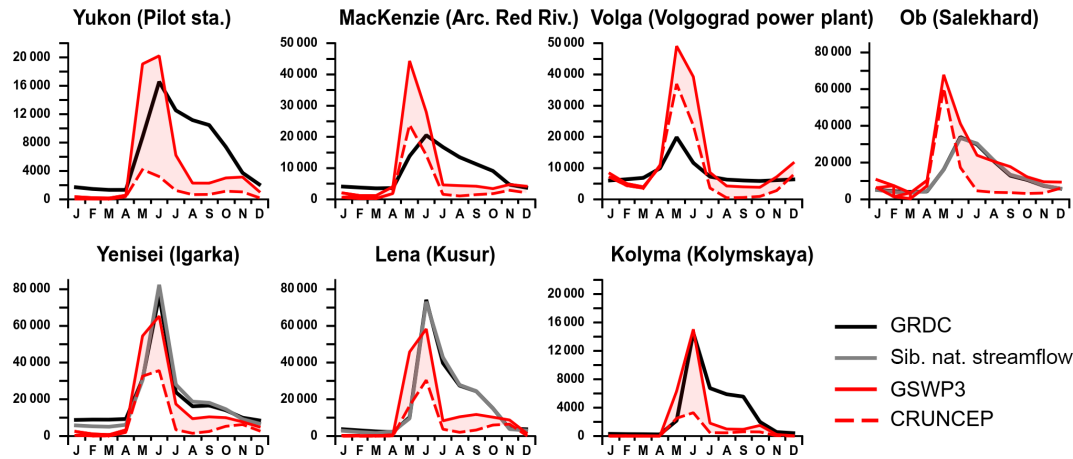 Yukon (Pilot sta.)
MacKenzie (Arc. Red Riv.)
Volga (Volgograd power plant)
Ob (Salekhard)
20 000
16 000
12 000
8000
4000
0
J F M A M J J A S O N D
50 000
40 000
30 000
20 000
10 000
0
J F M A M J J A S O N D
50 000
40 000
30 000
20 000
10 000
0
J F M A M J J A S O N D
80 000
60 000
40 000
20 000
0
J F M A M J J A S O N D
Yenisei (Igarka)
Lena (Kusur)
Kolyma (Kolymskaya)
80 000
60 000
40 000
20 000
0
J F M A M J J A S O N D
80 000
60 000
40 000
20 000
0
J F M A M J J A S O N D
20 000
16 000
12000
8000
4000
0
J F M A M J J A S O N D
GRDC
Sib. nat. streamflow
GSWP3
CRUNCEP